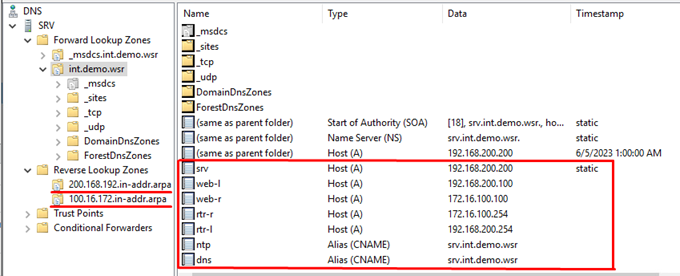 DNS
SRV
Forward Lookup Zones
_msdcs.int.demo.wsr
int.demo.wsr
_msdcs
_sites
_tcp
_udp
DomainDnsZones
ForestDnsZones
Reverse Lookup Zones
200.168.192.in-addr.arpa
100.16.172.in-addr.arpa
Trust Points
Conditional Forwarders
Name Type Data Timestamp
_msdcs
_sites
_tcp
_udp
DomainDnsZones
ForestDnsZones
(same as parent folder) Start of Authority (SOA) [18], srv.int.demo.wsr., ho... static
(same as parent folder) Name Server (NS) srv.int.demo.wsr. static
(same as parent folder) Host (A) 192.168.200.200 6/5/2023 1:00:00 AM
srv Host (A) 192.168.200.200 static
web-l Host (A) 192.168.200.100
web-r Host (A) 172.16.100.100
rtr-r Host (A) 172.16.100.254
rtr-l Host (A) 192.168.200.254
ntp Alias (CNAME) srv.int.demo.wsr
dns Alias (CNAME) srv.int.demo.wsr